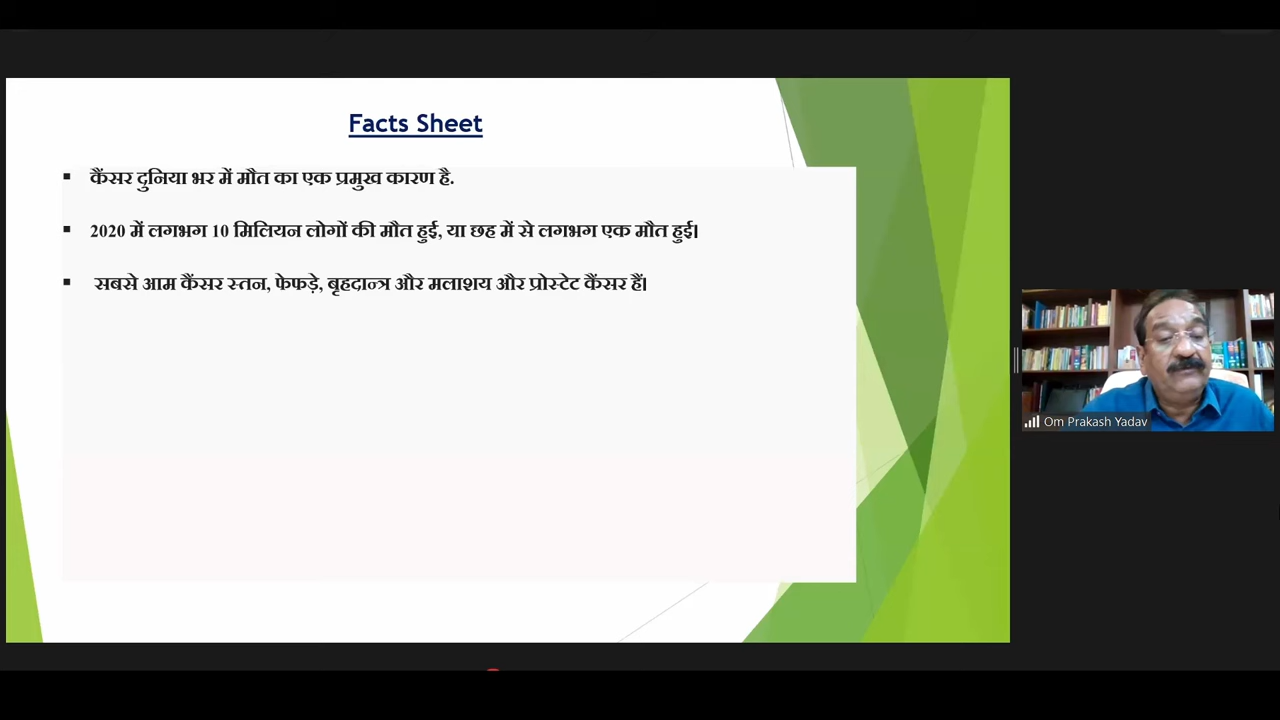 Facts Sheet
कैंसर दुनिया भर में मौत का एक प्रमुख कारण है.
2020 में लगभग 10 मिलियन लोगों की मौत हुई, या छह में से लगभग एक मौत हुई।
सबसे आम कैंसर स्तन, फेफड़े, बृहदान्त्र और मलाशय और प्रोस्टेट कैंसर हैं।
Om Prakash Yadav